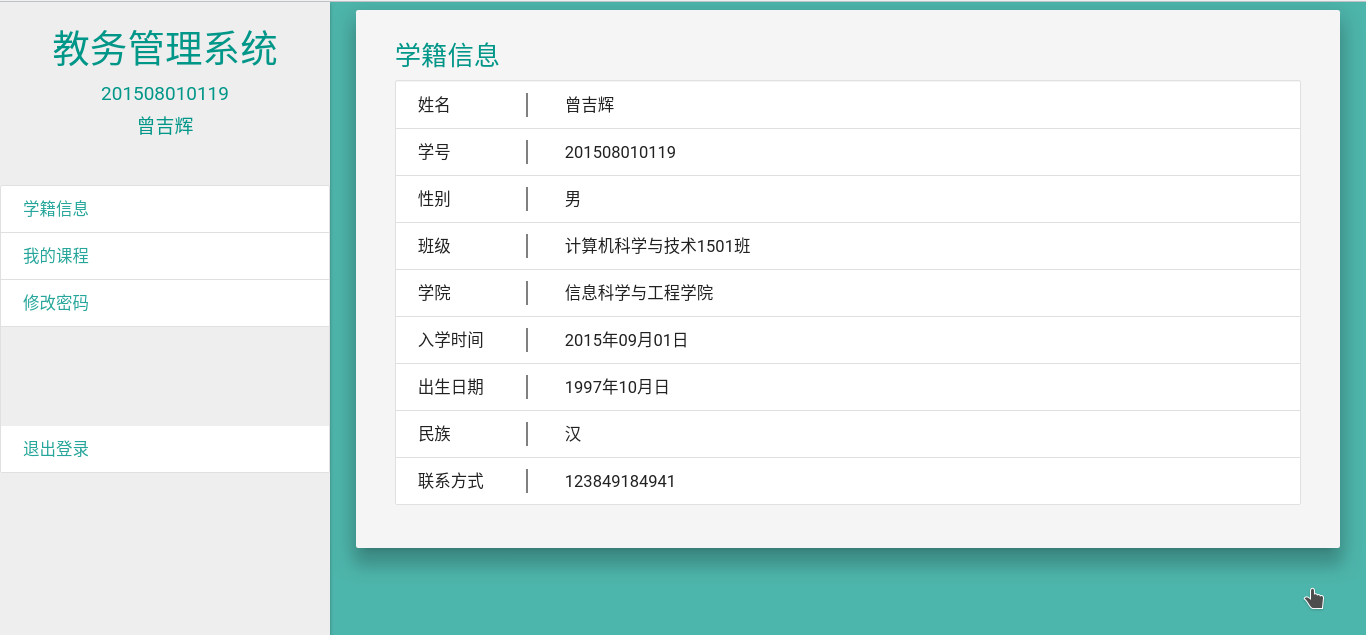 教务管理系统
201508010119
曾吉辉
学籍信息
我的课程
修改密码
退出登录
学籍信息
姓名 曾吉辉
学号 201508010119
性别 男
班级 计算机科学与技术1501班
学院 信息科学与工程学院
入学时间 2015年09月01日
出生日期 1997年10月日
民族 汉
联系方式 123849184941